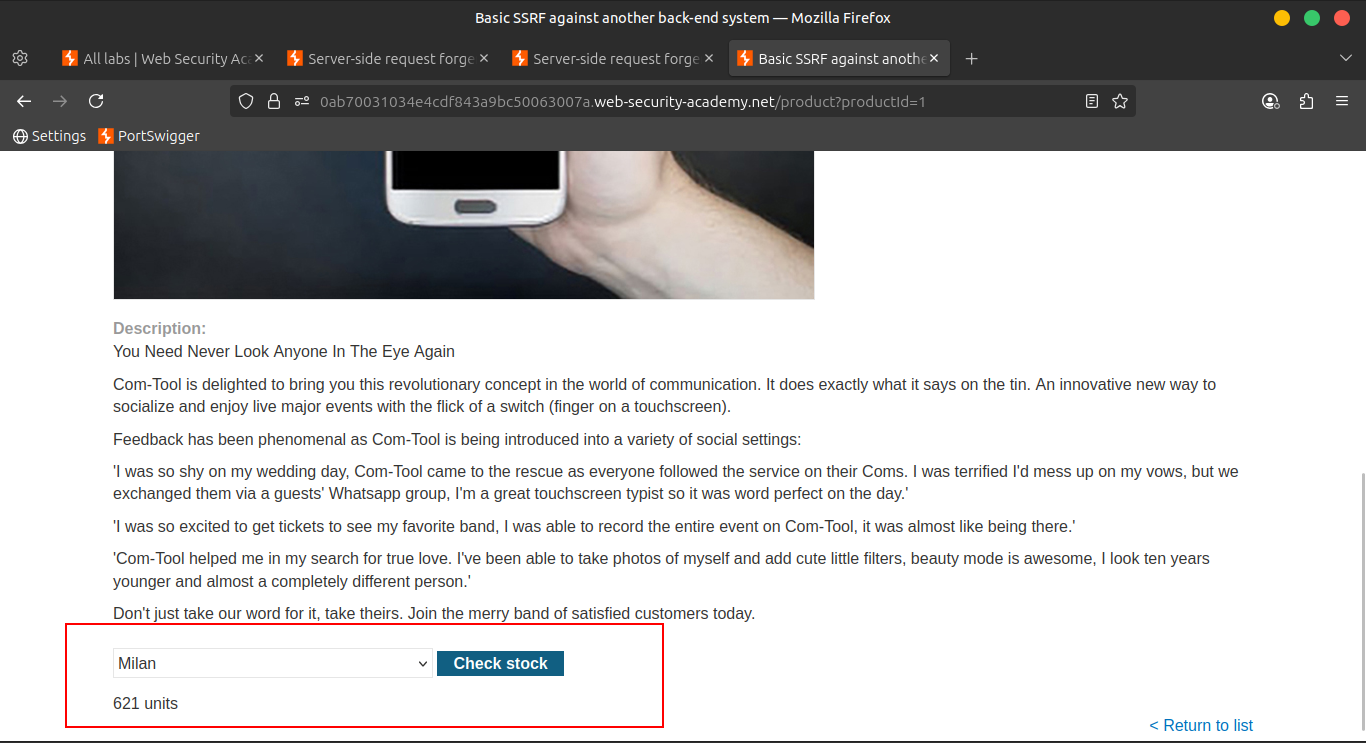 Basic SSRF against another back-end system — Mozilla Firefox
All labs | Web Security Aca
Server-side request forge
Server-side request forge
Basic SSRF against anothe
0ab70031034e4cdf843a9bc50063007a.web-security-academy.net/product?productId=1
Settings
PortSwigger
Description:
You Need Never Look Anyone In The Eye Again
Com-Tool is delighted to bring you this revolutionary concept in the world of communication. It does exactly what it says on the tin. An innovative new way to
socialize and enjoy live major events with the flick of a switch (finger on a touchscreen).
Feedback has been phenomenal as Com-Tool is being introduced into a variety of social settings:
'I was so shy on my wedding day, Com-Tool came to the rescue as everyone followed the service on their Coms. I was terrified I'd mess up on my vows, but we
exchanged them via a guests' Whatsapp group, I'm a great touchscreen typist so it was word perfect on the day.'
'I was so excited to get tickets to see my favorite band, I was able to record the entire event on Com-Tool, it was almost like being there.'
'Com-Tool helped me in my search for true love. I've been able to take photos of myself and add cute little filters, beauty mode is awesome, I look ten years
younger and almost a completely different person.'
Don't just take our word for it, take theirs. Join the merry band of satisfied customers today.
Milan
Check stock
621 units
< Return to list